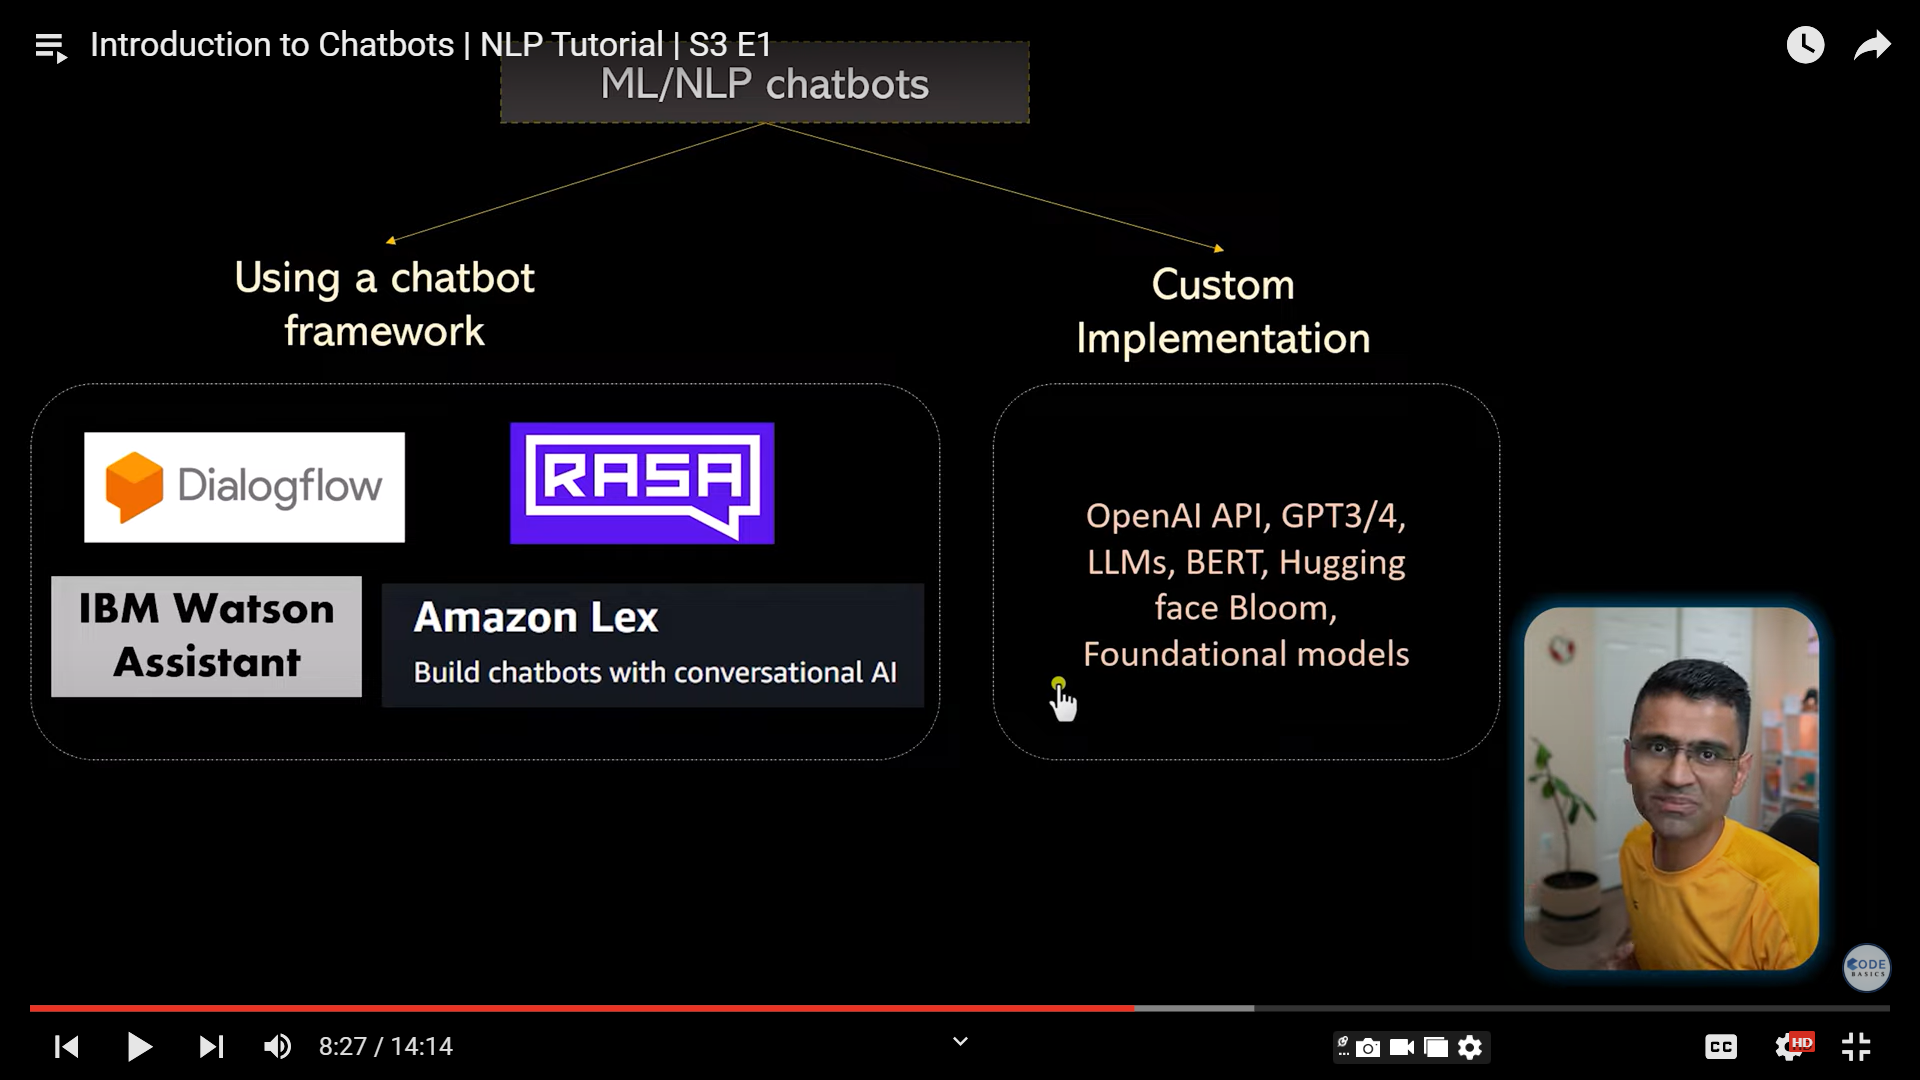 Introduction to Chatbots | NLP Tutorial | S3 E1
ML/NLP chatbots
Using a chatbot
framework
Custom
Implementation
Dialogflow
RASA
IBM Watson
Assistant
Amazon Lex
Build chatbots with conversational AI
OpenAI API, GPT3/4,
LLMs, BERT, Hugging
face Bloom,
Foundational models
CODE
BASICS
8:27 / 14:14
CC
HD